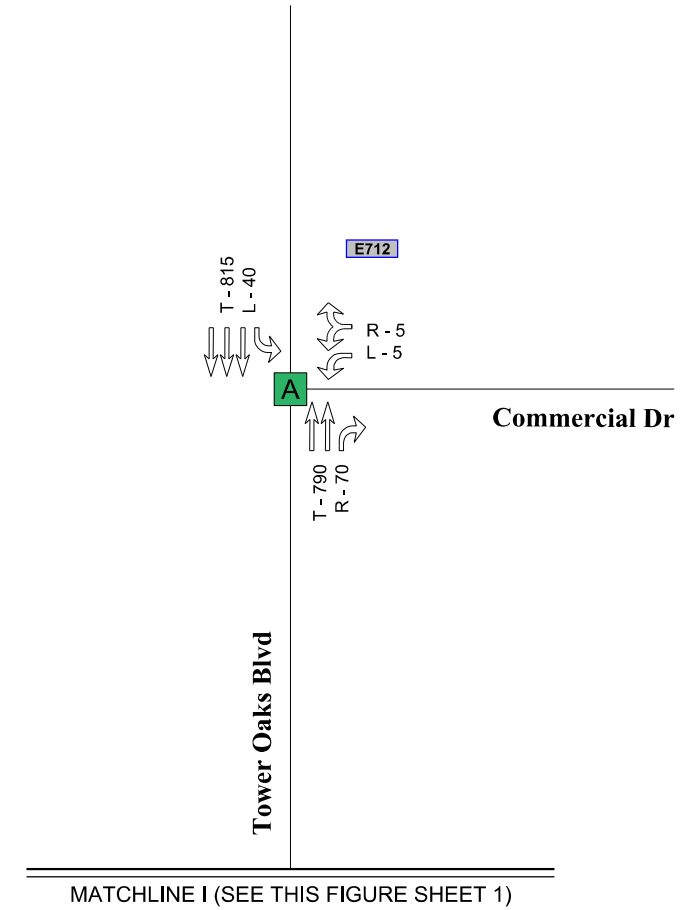 E712
T - 815
L - 40
R - 5
L - 5
A
Commercial Dr
T - 790
R - 70
Tower Oaks Blvd
MATCHLINE I (SEE THIS FIGURE SHEET 1)